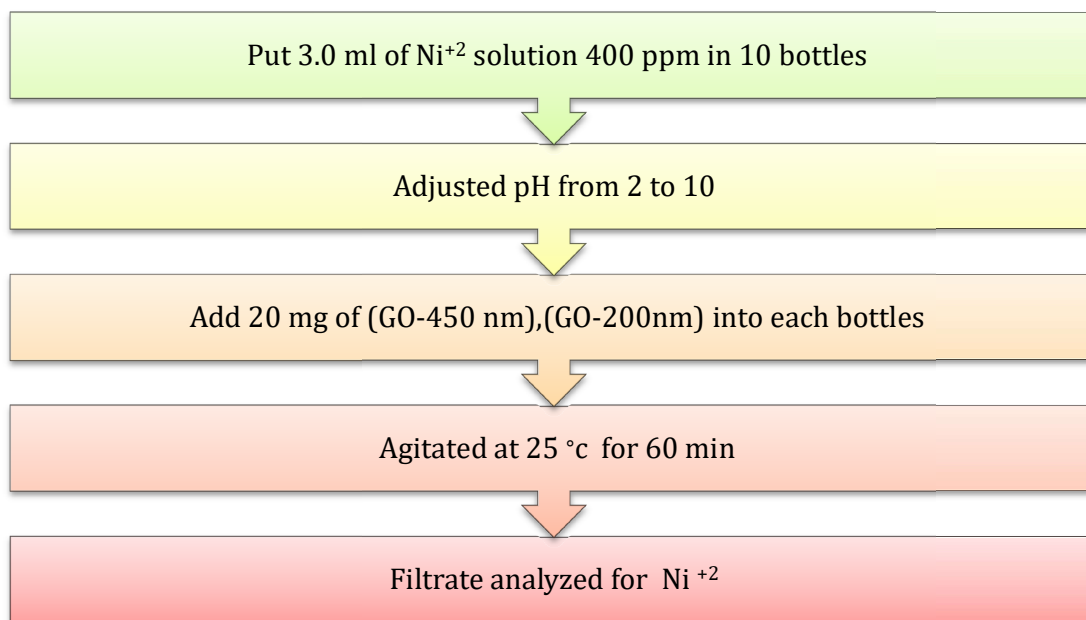 Put 3.0 ml of Ni⁺² solution 400 ppm in 10 bottles
Adjusted pH from 2 to 10
Add 20 mg of (GO-450 nm),(GO-200nm) into each bottles
Agitated at 25 °c for 60 min
Filtrate analyzed for Ni ⁺²